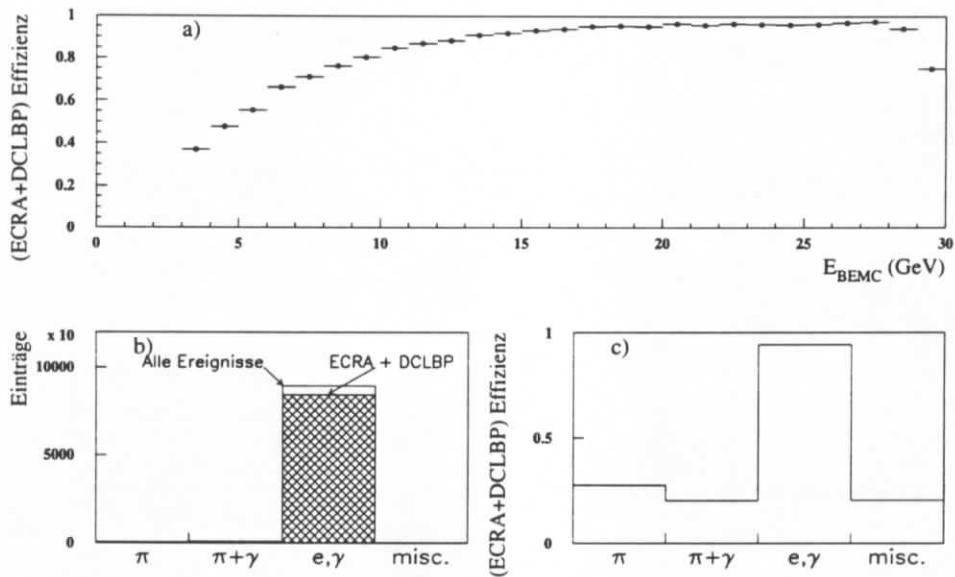 (ECRA+DCLBP) Effizienz
1
0.8
0.6
0.4
0.2
0
a)
0 5 10 15 20 25 30
E_BEMC (GeV)
Einträge
x 10
10000
5000
0
b)
Alle Ereignisse
ECRA + DCLBP
π π+γ e,γ misc.
(ECRA+DCLBP) Effizienz
1
0.5
0
c)
π π+γ e,γ misc.